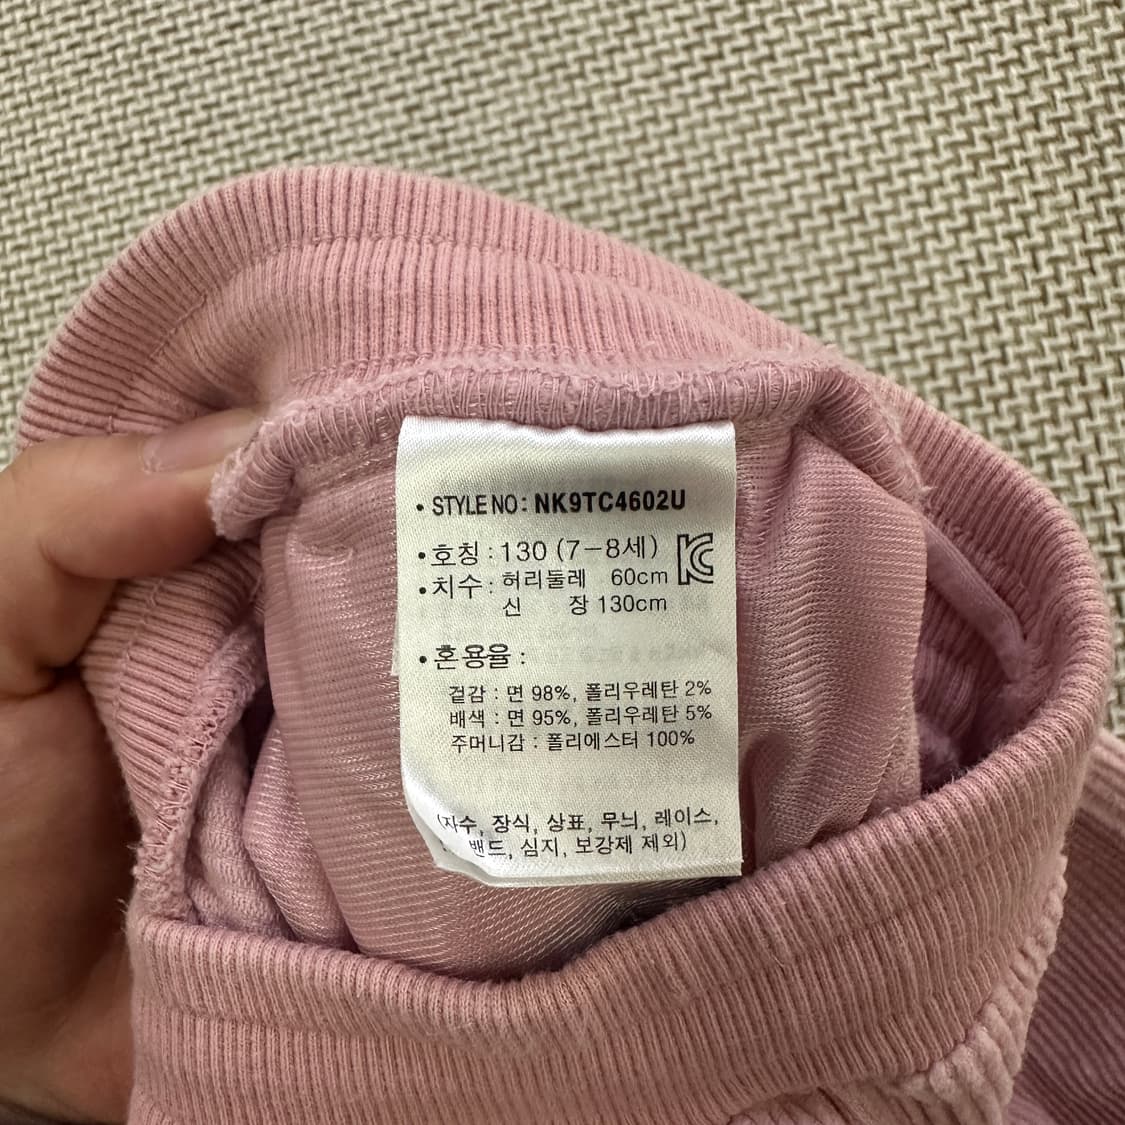 • STYLE NO : NK9TC4602U
• 호칭 : 130 (7-8세)
• 치수 : 허리둘레 60cm
신 장 130cm
• 혼용율 :
겉감 : 면 98%, 폴리우레탄 2%
배색 : 면 95%, 폴리우레탄 5%
주머니감 : 폴리에스터 100%
(자수, 장식, 상표, 무늬, 레이스,
밴드, 심지, 보강제 제외)